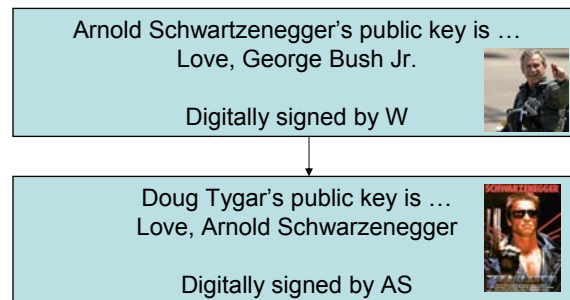 Arnold Schwartzenegger's public key is …
Love, George Bush Jr.
Digitally signed by W
Doug Tygar's public key is …
Love, Arnold Schwarzenegger
Digitally signed by AS
SCHWARZENEGGER